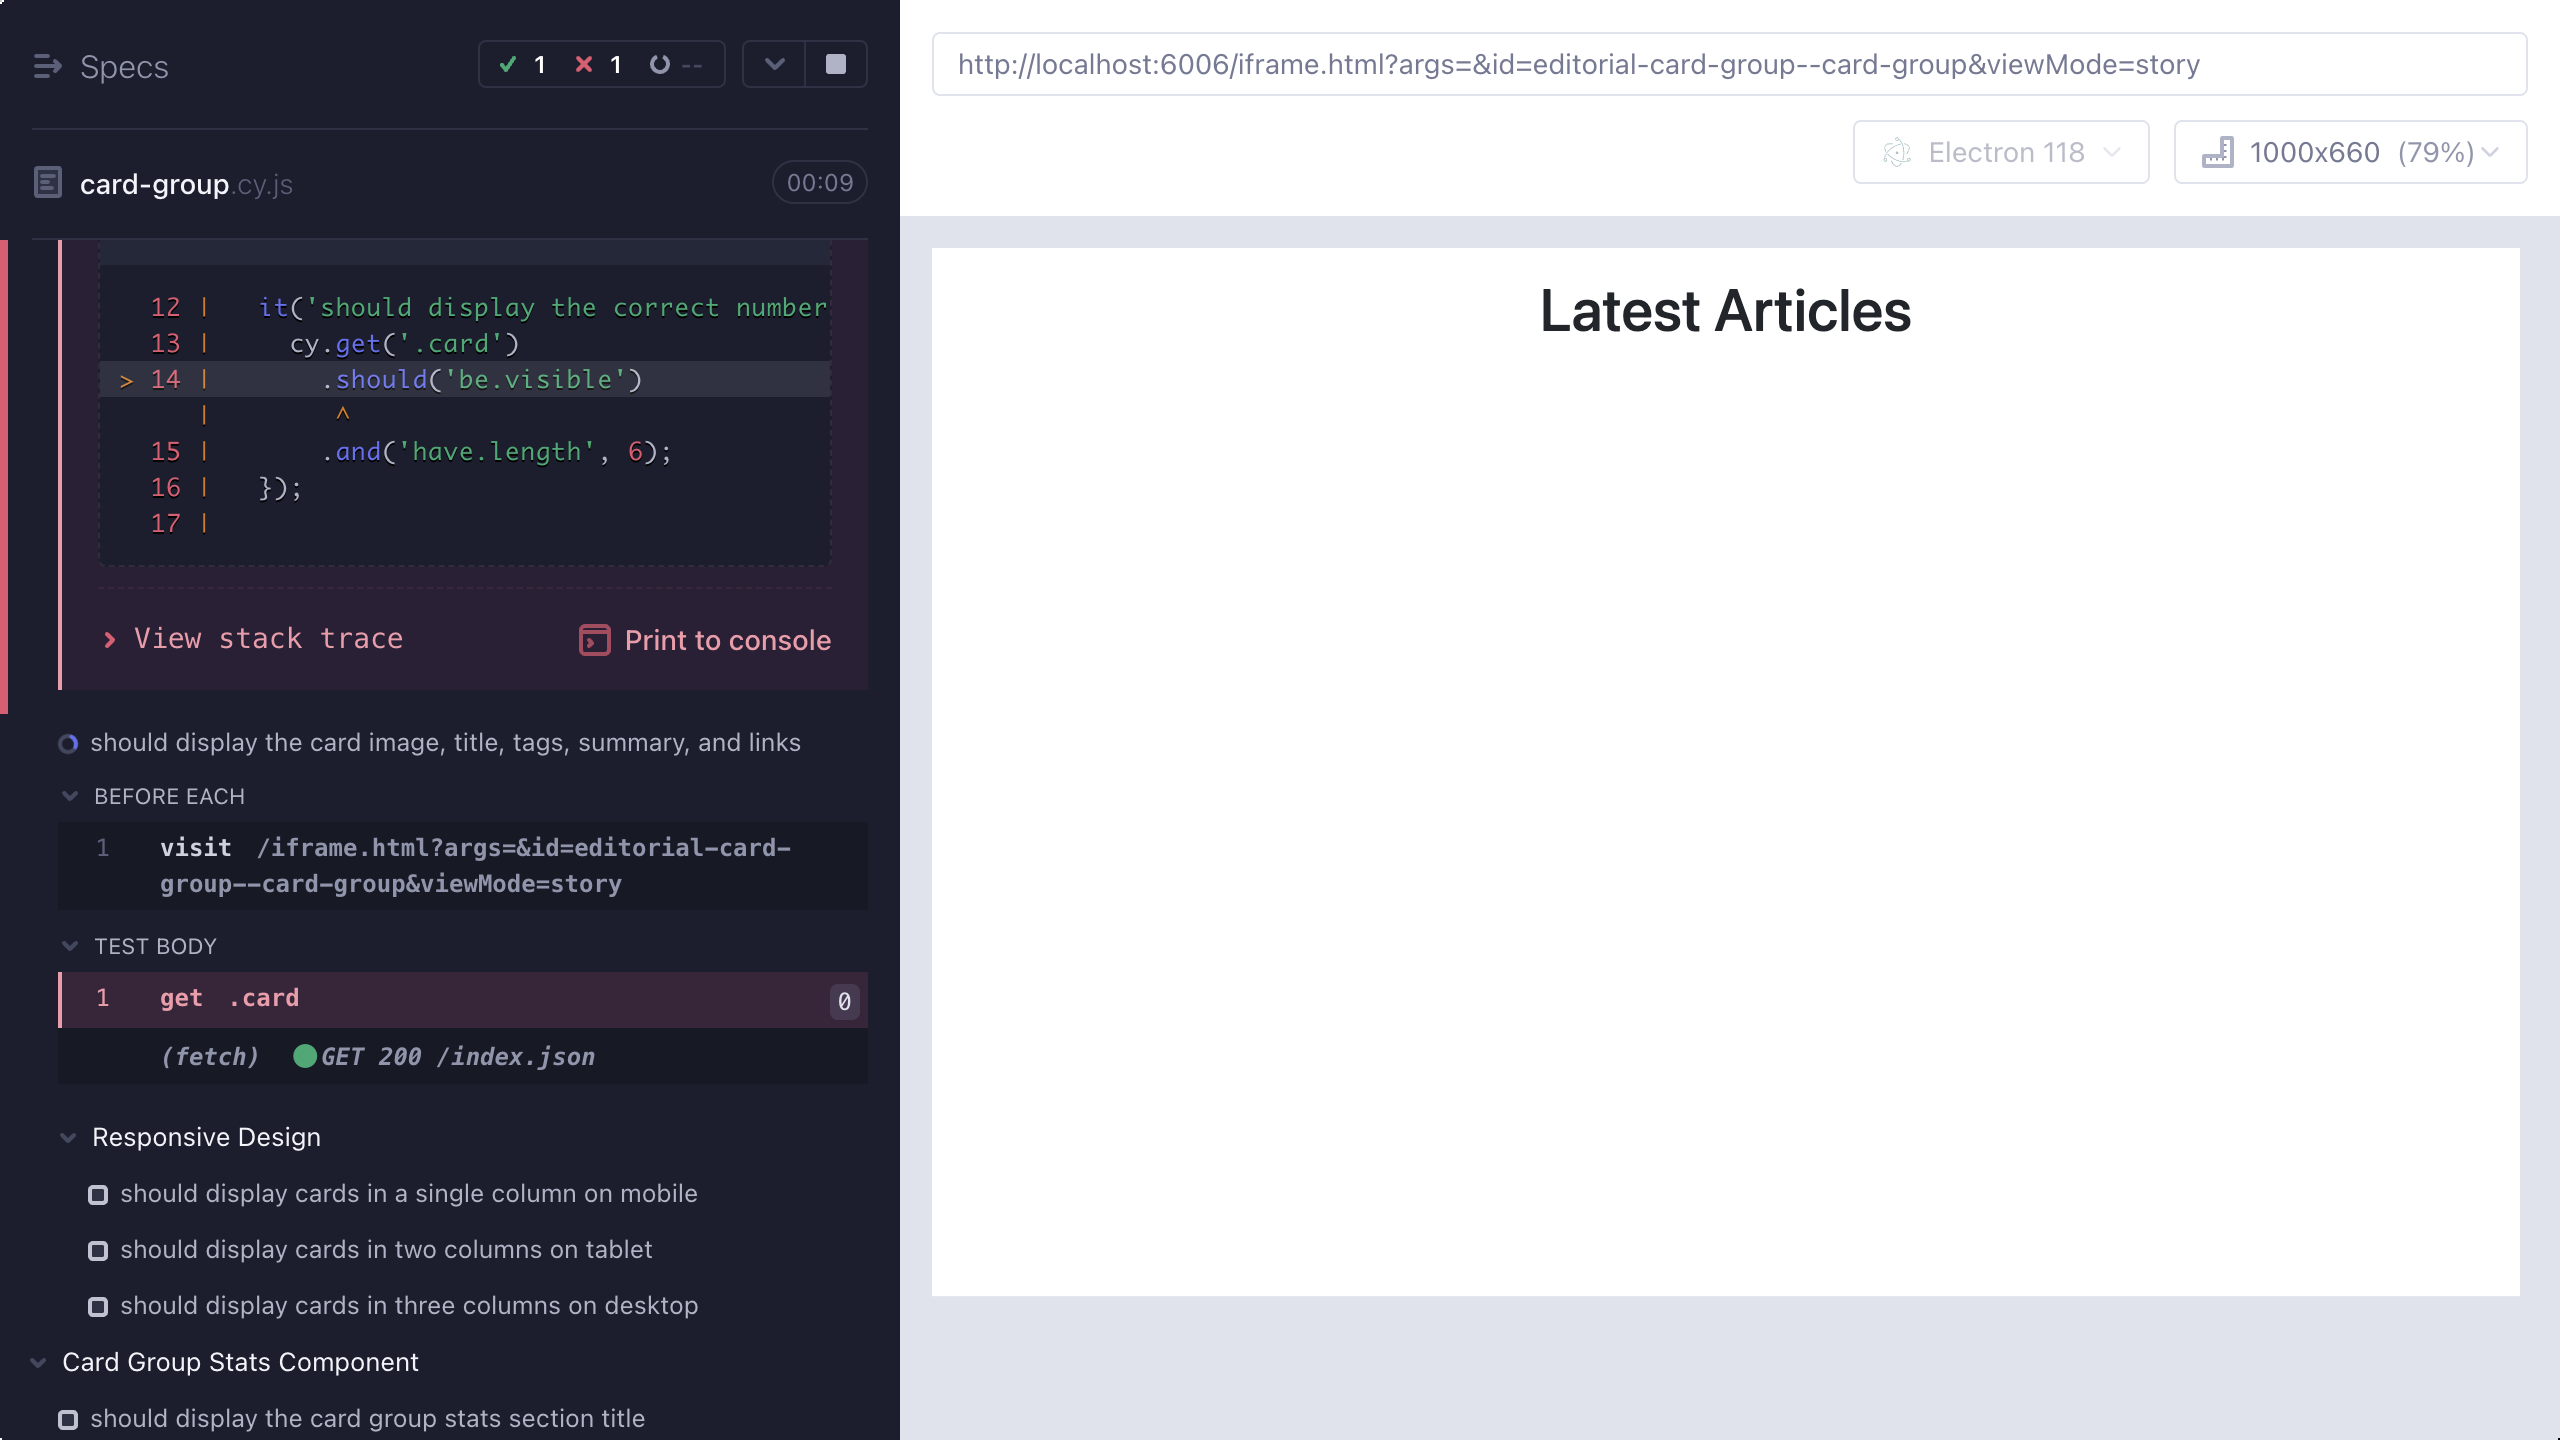 Specs
1 1 --
card-group.cy.js
00:09
12 | it('should display the correct number
13 | cy.get('.card')
> 14 | .should('be.visible')
| ^
15 | .and('have.length', 6);
16 | });
17 |
View stack trace
Print to console
should display the card image, title, tags, summary, and links
BEFORE EACH
1 visit /iframe.html?args=&id=editorial-card-
group--card-group&viewMode=story
TEST BODY
1 get .card 0
(fetch) GET 200 /index.json
Responsive Design
should display cards in a single column on mobile
should display cards in two columns on tablet
should display cards in three columns on desktop
Card Group Stats Component
should display the card group stats section title
http://localhost:6006/iframe.html?args=&id=editorial-card-group--card-group&viewMode=story
Electron 118
1000x660 (79%)
Latest Articles